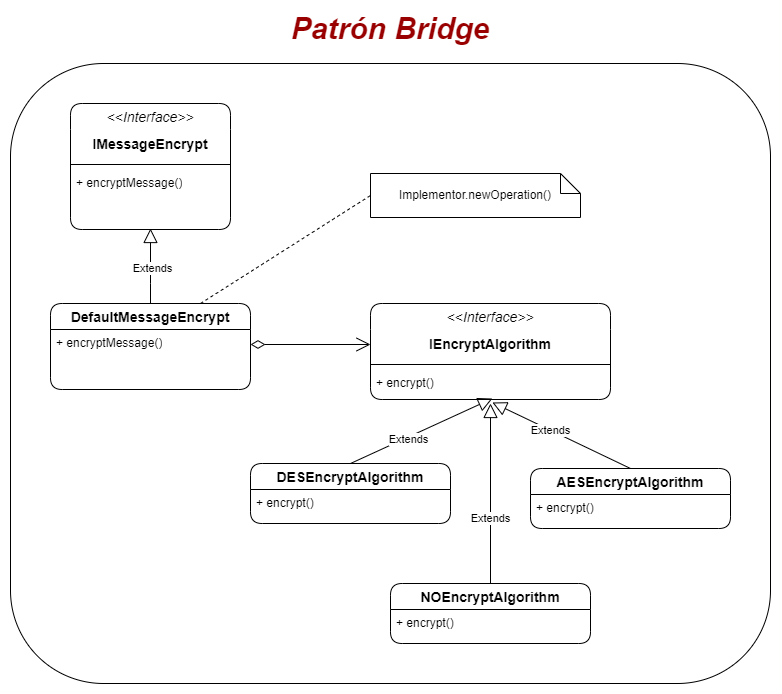 Patrón Bridge
<<Interface>>
IMessageEncrypt
+ encryptMessage()
Implementor.newOperation()
Extends
DefaultMessageEncrypt
+ encryptMessage()
<<Interface>>
IEncryptAlgorithm
+ encrypt()
Extends
Extends
DESEncryptAlgorithm
+ encrypt()
AESEncryptAlgorithm
+ encrypt()
Extends
NOEncryptAlgorithm
+ encrypt()